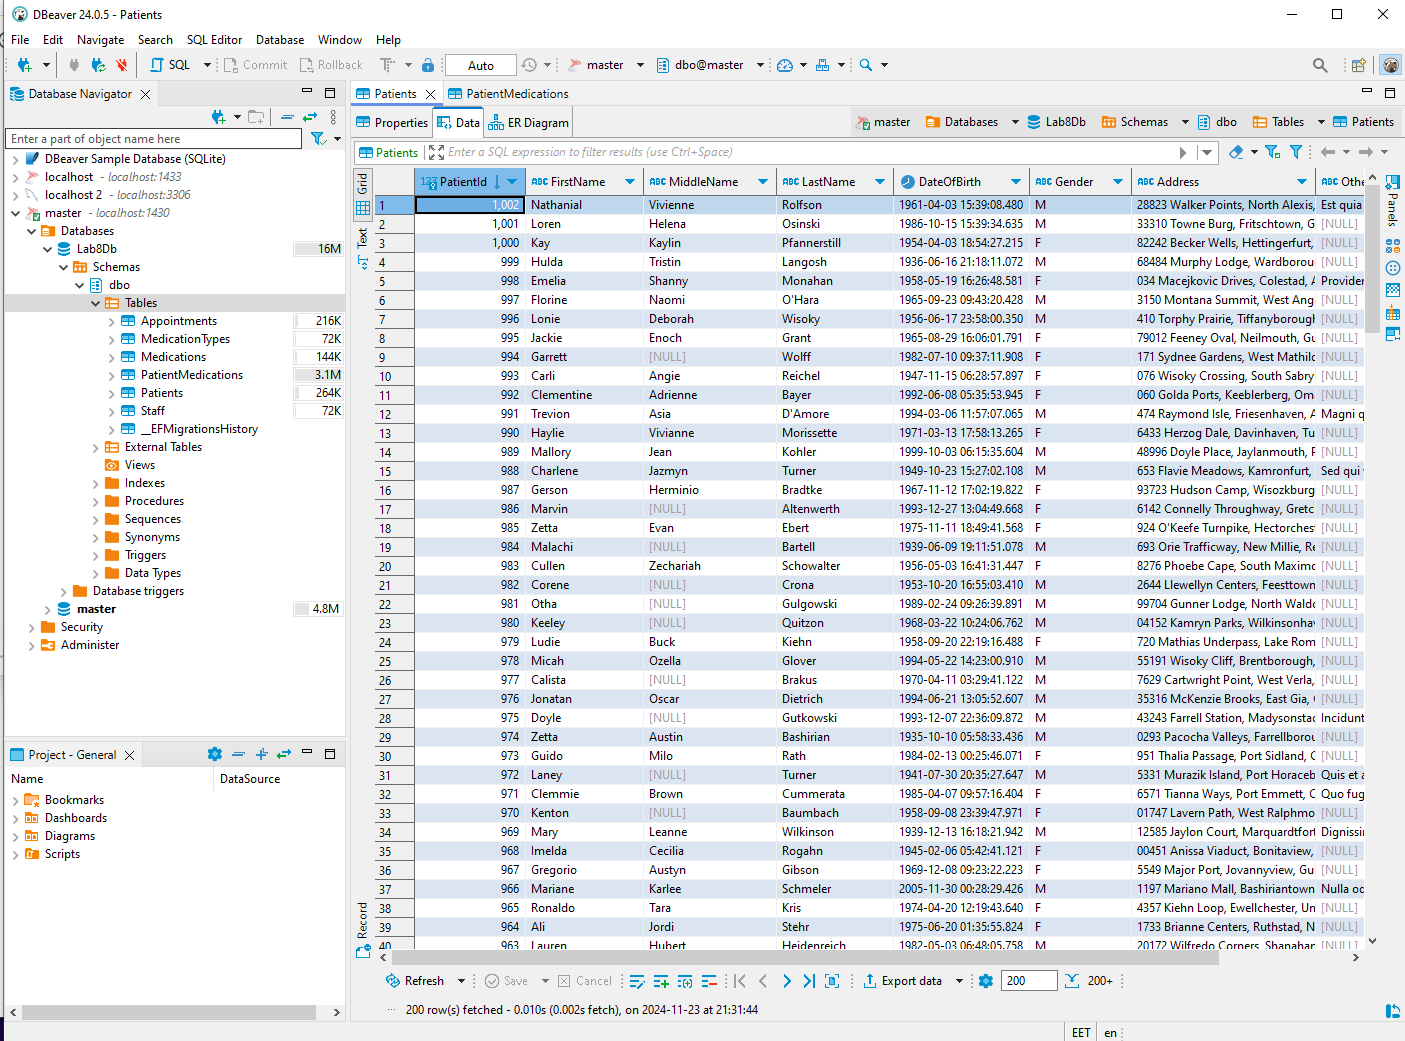 DBeaver 24.0.5 - Patients
File Edit Navigate Search SQL Editor Database Window Help
SQL Commit Rollback Auto master dbo@master
Database Navigator
Enter a part of object name here
DBeaver Sample Database (SQLite)
localhost - localhost:1433
localhost 2 - localhost:3306
master - localhost:1430
Databases
Lab8Db 16M
Schemas
dbo
Tables
Appointments 216K
MedicationTypes 72K
Medications 144K
PatientMedications 3.1M
Patients 264K
Staff 72K
__EFMigrationsHistory
External Tables
Views
Indexes
Procedures
Sequences
Synonyms
Triggers
Data Types
Database triggers
master 4.8M
Security
Administer
Project - General
Name DataSource
Bookmarks
Dashboards
Diagrams
Scripts
Patients PatientMedications
Properties Data ER Diagram master Databases Lab8Db Schemas dbo Tables Patients
Patients Enter a SQL expression to filter results (use Ctrl+Space)
Grid
Text
Record
Panels
123 PatientId ABC FirstName ABC MiddleName ABC LastName DateOfBirth ABC Gender ABC Address ABC Othe
1 1,002 Nathanial Vivienne Rolfson 1961-04-03 15:39:08.480 M 28823 Walker Points, North Alexis, Est quia
2 1,001 Loren Helena Osinski 1986-10-15 15:39:34.635 M 33310 Towne Burg, Fritschtown, G [NULL]
3 1,000 Kay Kaylin Pfannerstill 1954-04-03 18:54:27.215 F 82242 Becker Wells, Hettingerfurt, [NULL]
4 999 Hulda Tristin Langosh 1936-06-16 21:18:11.072 M 68484 Murphy Lodge, Wardborou [NULL]
5 998 Emelia Shanny Monahan 1958-05-19 16:26:48.581 F 034 Macejkovic Drives, Colestad, A Provider
6 997 Florine Naomi O'Hara 1965-09-23 09:43:20.428 M 3150 Montana Summit, West Ang [NULL]
7 996 Lonie Deborah Wisoky 1956-06-17 23:58:00.350 M 410 Torphy Prairie, Tiffanyborough [NULL]
8 995 Jackie Enoch Grant 1965-08-29 16:06:01.791 F 79012 Feeney Oval, Neilmouth, Gu [NULL]
9 994 Garrett [NULL] Wolff 1982-07-10 09:37:11.908 F 171 Sydnee Gardens, West Mathilc [NULL]
10 993 Carli Angie Reichel 1947-11-15 06:28:57.897 F 076 Wisoky Crossing, South Sabry [NULL]
11 992 Clementine Adrienne Bayer 1992-06-08 05:35:53.945 F 060 Golda Ports, Keeblerberg, Om [NULL]
12 991 Trevion Asia D'Amore 1994-03-06 11:57:07.065 M 474 Raymond Isle, Friesenhaven, A Magni q
13 990 Haylie Vivianne Morissette 1971-03-13 17:58:13.265 F 6433 Herzog Dale, Davinhaven, Tu [NULL]
14 989 Mallory Jean Kohler 1999-10-03 06:15:35.604 M 48996 Doyle Place, Jaylanmouth, F [NULL]
15 988 Charlene Jazmyn Turner 1949-10-23 15:27:02.108 M 653 Flavie Meadows, Kamronfurt, Sed qui
16 987 Gerson Herminio Bradtke 1967-11-12 17:02:19.822 F 93723 Hudson Camp, Wisozkburg [NULL]
17 986 Marvin [NULL] Altenwerth 1993-12-27 13:04:49.668 F 6142 Connelly Throughway, Gretc [NULL]
18 985 Zetta Evan Ebert 1975-11-11 18:49:41.568 F 924 O'Keefe Turnpike, Hectorches [NULL]
19 984 Malachi [NULL] Bartell 1939-06-09 19:11:51.078 M 693 Orie Trafficway, New Millie, Re [NULL]
20 983 Cullen Zechariah Schowalter 1956-05-03 16:41:31.447 F 8276 Phoebe Cape, South Maximc [NULL]
21 982 Corene [NULL] Crona 1953-10-20 16:55:03.410 M 2644 Llewellyn Centers, Feesttown [NULL]
22 981 Otha [NULL] Gulgowski 1989-02-24 09:26:39.891 M 99704 Gunner Lodge, North Waldc [NULL]
23 980 Keeley [NULL] Quitzon 1968-03-22 10:24:06.762 M 04152 Kamryn Parks, Wilkinsonhav [NULL]
24 979 Ludie Buck Kiehn 1958-09-20 22:19:16.488 F 720 Mathias Underpass, Lake Rom [NULL]
25 978 Micah Ozella Glover 1994-05-22 14:23:00.910 M 55191 Wisoky Cliff, Brentborough, [NULL]
26 977 Calista [NULL] Brakus 1970-04-11 03:29:41.122 M 7629 Cartwright Point, West Verla, [NULL]
27 976 Jonatan Oscar Dietrich 1994-06-21 13:05:52.607 M 35316 McKenzie Brooks, East Gia, C [NULL]
28 975 Doyle [NULL] Gutkowski 1993-12-07 22:36:09.872 M 43243 Farrell Station, Madysonstad Incidunt
29 974 Zetta Austin Bashirian 1935-10-10 05:58:33.436 M 0293 Pacocha Valleys, Farrellborou [NULL]
30 973 Guido Milo Rath 1984-02-13 00:25:46.071 F 951 Thalia Passage, Port Sidland, C [NULL]
31 972 Laney [NULL] Turner 1941-07-30 20:35:27.647 M 5331 Murazik Island, Port Horaceb Quis et a
32 971 Clemmie Brown Cummerata 1985-04-07 09:57:16.404 F 6571 Tianna Ways, Port Emmett, C Quo fug
33 970 Kenton [NULL] Baumbach 1958-09-08 23:39:47.971 F 01747 Lavern Path, West Ralphmo [NULL]
34 969 Mary Leanne Wilkinson 1939-12-13 16:18:21.942 M 12585 Jaylon Court, Marquardtfort Dignissir
35 968 Imelda Cecilia Rogahn 1945-02-06 05:42:41.121 F 00451 Anissa Viaduct, Bonitaview, [NULL]
36 967 Gregorio Austyn Gibson 1969-12-08 09:23:22.223 F 5549 Major Port, Jovannyview, Gu [NULL]
37 966 Mariane Karlee Schmeler 2005-11-30 00:28:29.426 M 1197 Mariano Mall, Bashiriantown Nulla oc
38 965 Ronaldo Tara Kris 1974-04-20 12:19:43.640 F 4357 Kiehn Loop, Ewellchester, Un [NULL]
39 964 Ali Jordi Stehr 1975-06-20 01:35:55.824 F 1733 Brianne Centers, Ruthstad, N [NULL]
40 963 Lauren Hubert Heidenreich 1982-05-03 06:48:05.758 M 20172 Wilfredo Corners, Shanahan [NULL]
Refresh Save Cancel Export data 200 200+
200 row(s) fetched - 0.010s (0.002s fetch), on 2024-11-23 at 21:31:44
EET en